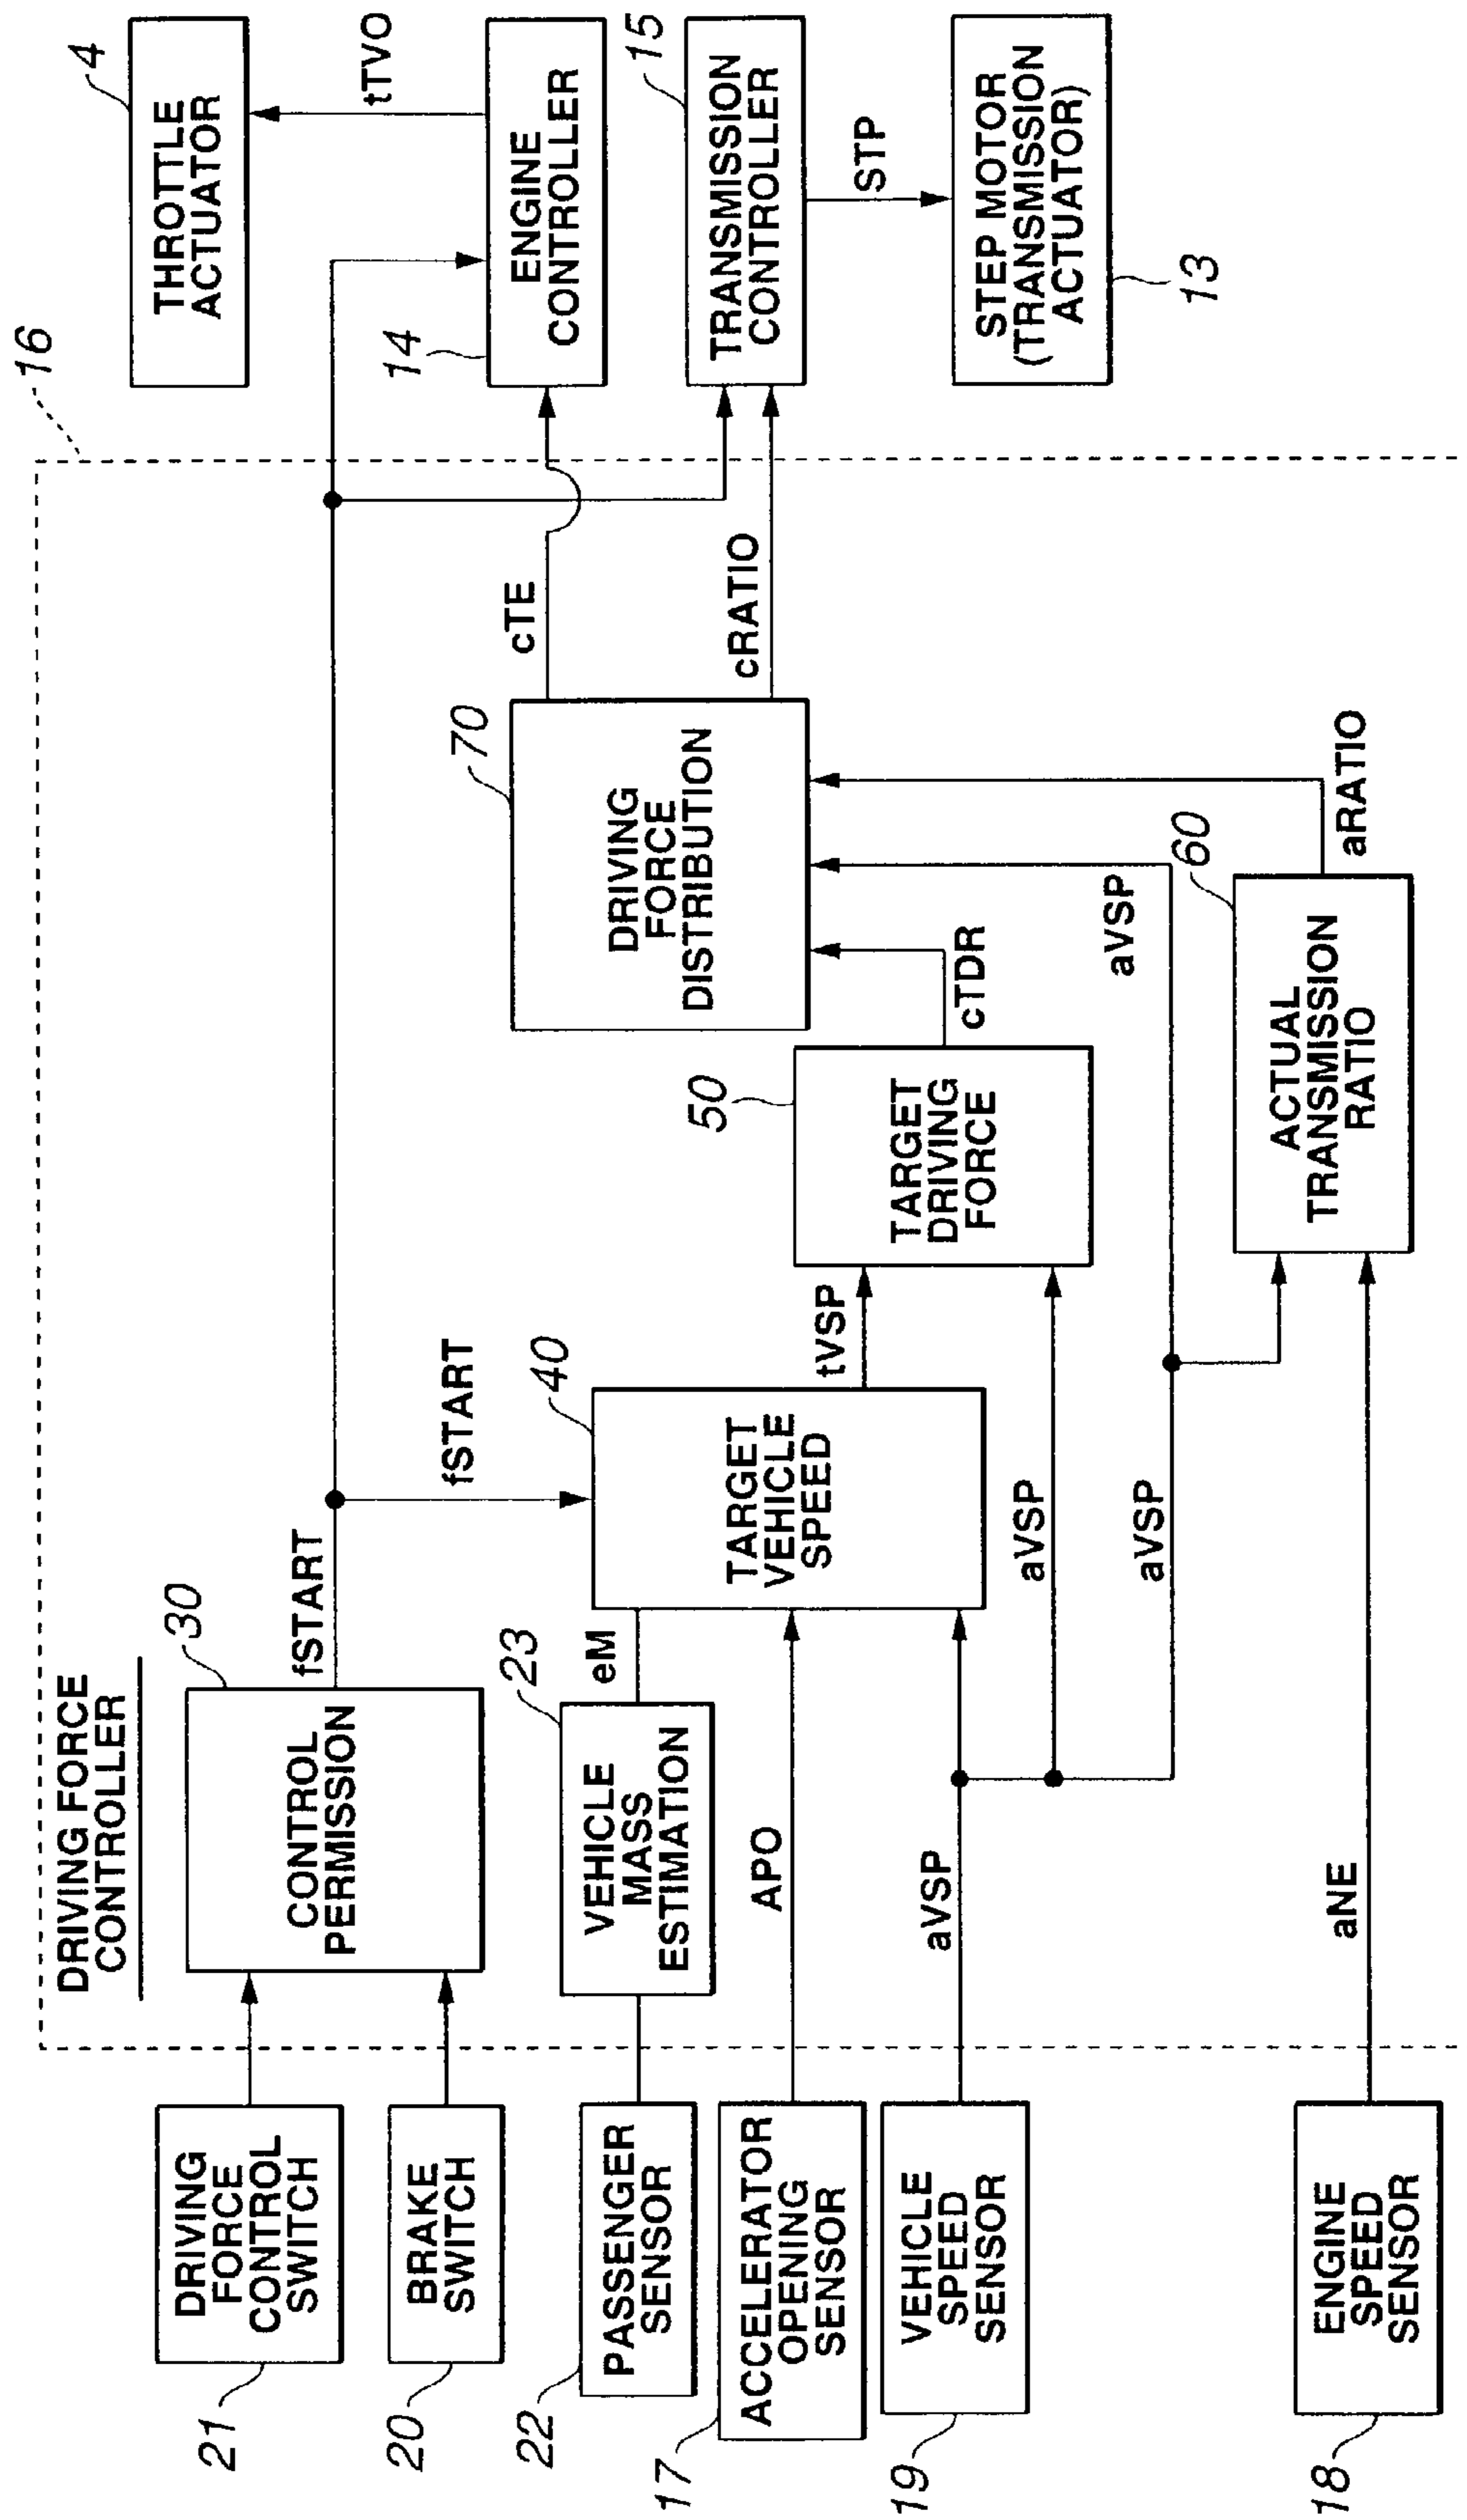 16
DRIVING FORCE
CONTROLLER
21
DRIVING
FORCE
CONTROL
SWITCH
20
BRAKE
SWITCH
22
PASSENGER
SENSOR
17
ACCELERATOR
OPENING
SENSOR
19
VEHICLE
SPEED
SENSOR
18
ENGINE
SPEED
SENSOR
30
CONTROL
PERMISSION
fSTART
fSTART
23
VEHICLE
MASS
ESTIMATION
eM
APO
aVSP
aNE
40
TARGET
VEHICLE
SPEED
aVSP
aVSP
tVSP
50
TARGET
DRIVING
FORCE
cTDR
aVSP
60
ACTUAL
TRANSMISSION
RATIO
aRATIO
70
DRIVING
FORCE
DISTRIBUTION
cTE
cRATIO
4
THROTTLE
ACTUATOR
tTVO
14
ENGINE
CONTROLLER
15
TRANSMISSION
CONTROLLER
STP
STEP MOTOR
(TRANSMISSION
ACTUATOR)
13